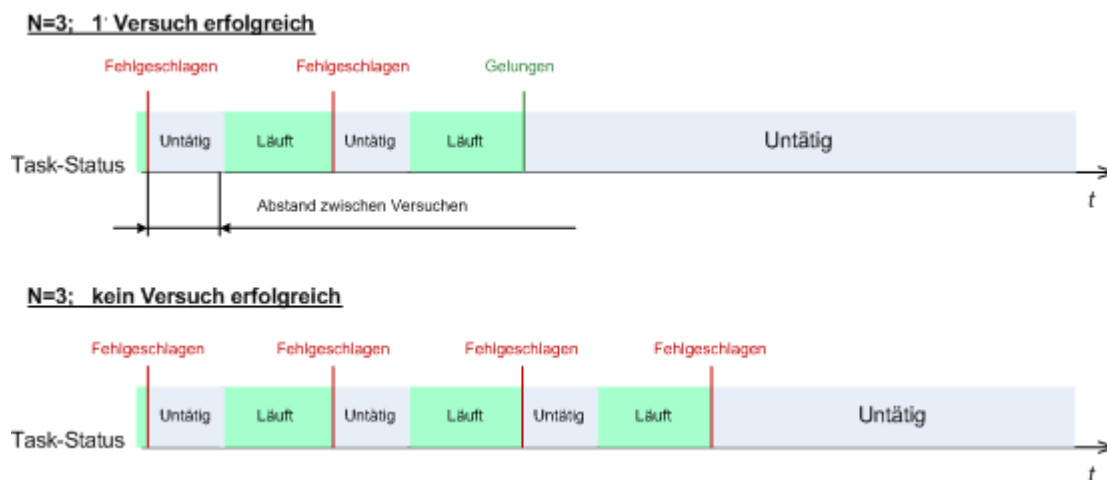 N=3; 1' Versuch erfolgreich
Fehlgeschlagen Fehlgeschlagen Gelungen
Untätig Läuft Untätig Läuft Untätig
Task-Status
t
Abstand zwischen Versuchen
N=3; kein Versuch erfolgreich
Fehlgeschlagen Fehlgeschlagen Fehlgeschlagen Fehlgeschlagen
Untätig Läuft Untätig Läuft Untätig Läuft Untätig
Task-Status
t